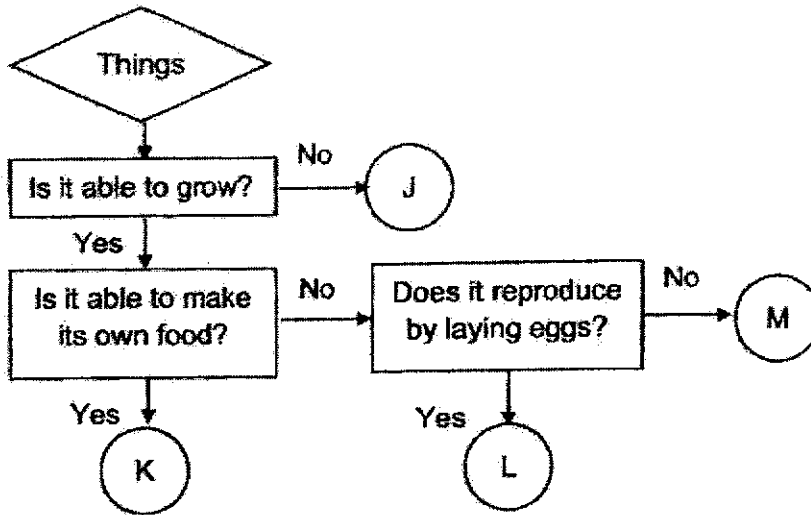 Things
Is it able to grow?
No
J
Yes
Is it able to make
its own food?
No
Does it reproduce
by laying eggs?
No
M
Yes
K
Yes
L